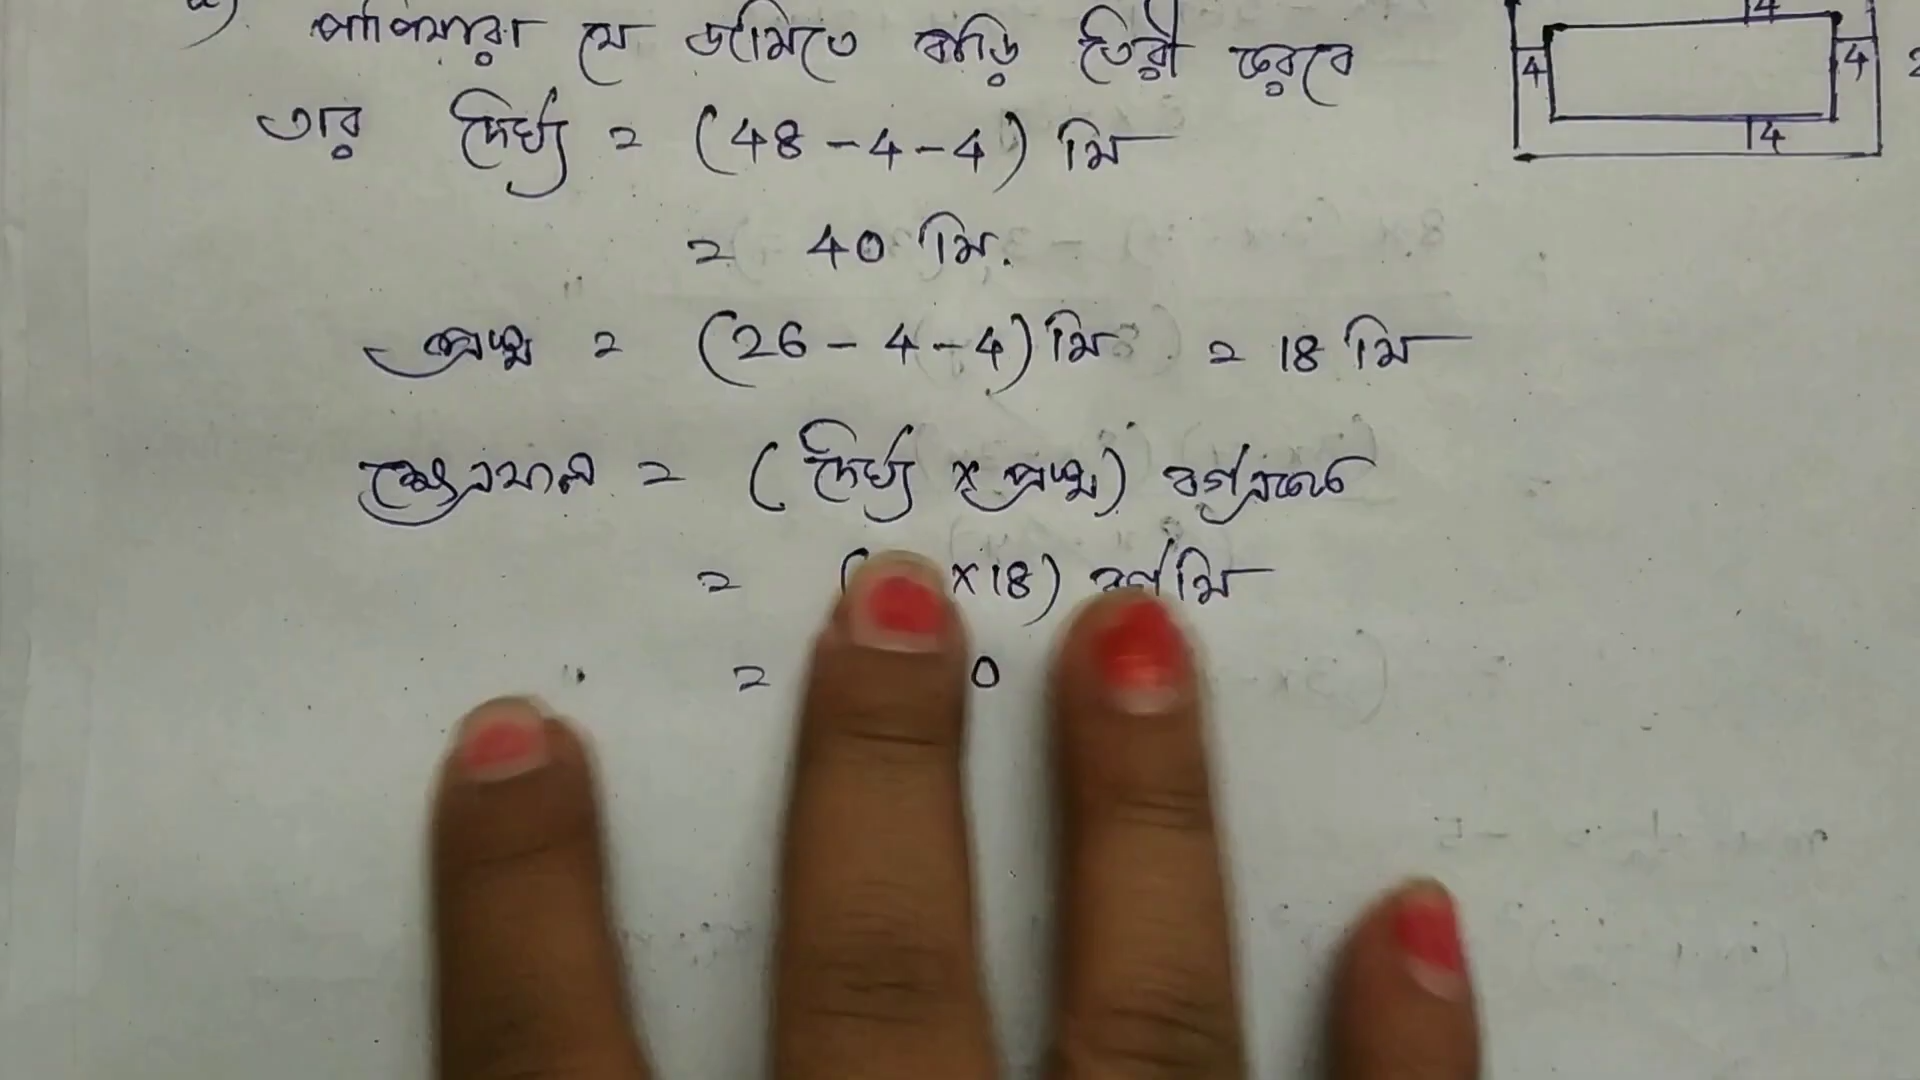 পাপিয়ারা যে জমিতে বাড়ি তৈরী করবে
তার দৈর্ঘ্য = (48 - 4 - 4) মি
= 40 মি.
প্রস্থ = (26 - 4 - 4) মি = 18 মি
ক্ষেত্রফল = (দৈর্ঘ্য × প্রস্থ) বর্গএকক
= ( × 18) বর্গমি
= 0
4
4
4
4